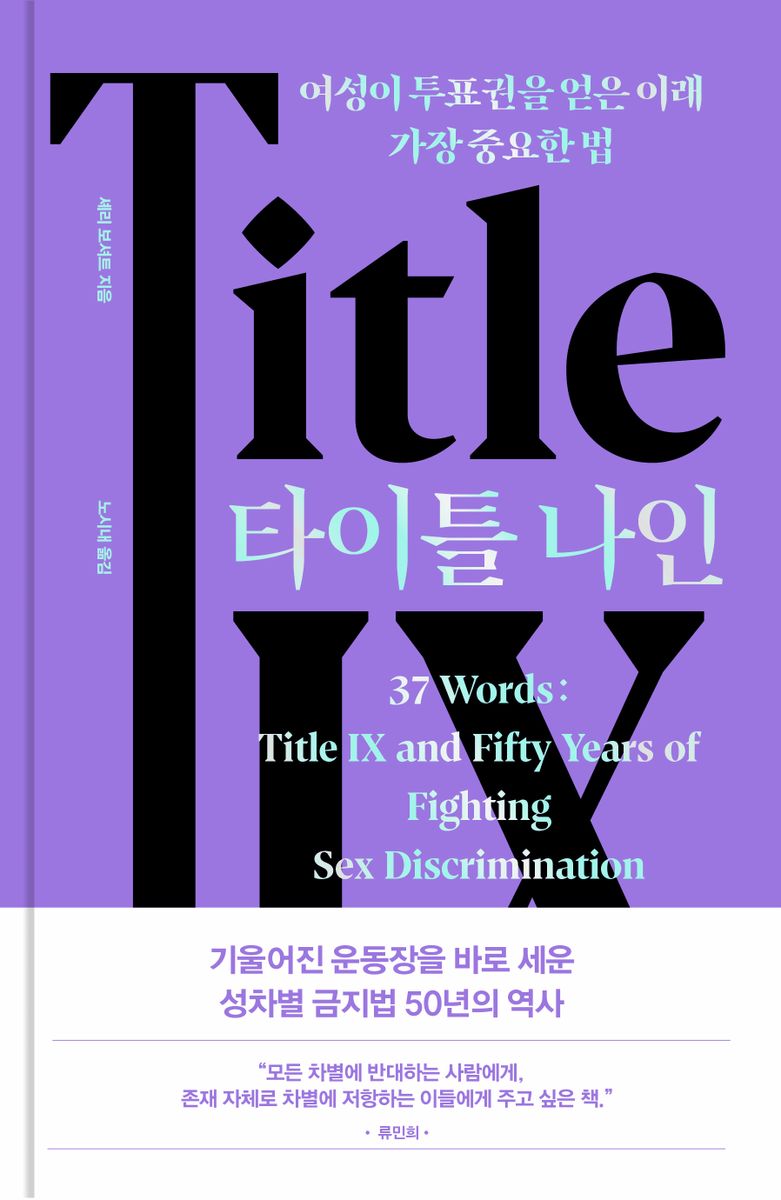 여성이 투표권을 얻은 이래
가장 중요한 법
Title
셰리 보서트 지음
타이틀 나인
노시내 옮김
IX
37 Words:
Title IX and Fifty Years of
Fighting
Sex Discrimination
기울어진 운동장을 바로 세운
성차별 금지법 50년의 역사
“모든 차별에 반대하는 사람에게,
존재 자체로 차별에 저항하는 이들에게 주고 싶은 책.”
• 류민희 •